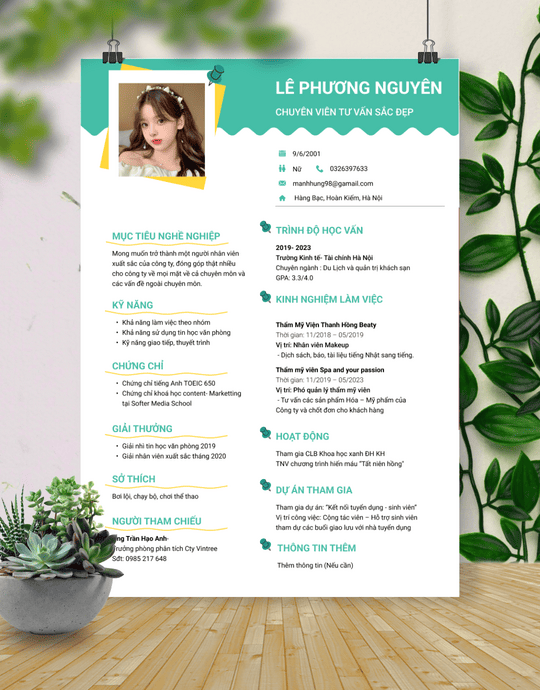 LÊ PHƯƠNG NGUYÊN
CHUYÊN VIÊN TƯ VẤN SẮC ĐẸP
9/6/2001
Nữ 0326397633
manhhung98@gamail.com
Hàng Bạc, Hoàn Kiếm, Hà Nội
MỤC TIÊU NGHỀ NGHIỆP
Mong muốn trở thành một người nhân viên
xuất sắc của công ty, đóng góp thật nhiều
cho công ty về mọi mặt về cả chuyên môn và
các vấn đề ngoài chuyên môn.
KỸ NĂNG
• Khả năng làm việc theo nhóm
• Khả năng sử dụng tin học văn phòng
• Kỹ năng giao tiếp, thuyết trình
CHỨNG CHỈ
• Chứng chỉ tiếng Anh TOEIC 650
• Chứng chỉ khoá học content- Marketting
tại Softer Media School
GIẢI THƯỞNG
• Giải nhì tin học văn phòng 2019
• Giải nhân viên xuất sắc tháng 2020
SỞ THÍCH
Bơi lội, chạy bộ, chơi thể thao
NGƯỜI THAM CHIẾU
Trần Hạo Anh
Trưởng phòng phân tích Cty Vintree
Sđt: 0985 217 648
TRÌNH ĐỘ HỌC VẤN
2019- 2023
Trường Kinh tế- Tài chính Hà Nội
Chuyên ngành : Du Lịch và quản trị khách sạn
GPA: 3.3/4.0
KINH NGHIỆM LÀM VIỆC
Thẩm Mỹ Viện Thanh Hòng Beaty
Thời gian: 11/2018 – 05/2019
Vị trí: Nhân viên Makeup
- Dịch sách, báo, tài liệu tiếng Nhật sang tiếng.
Thẩm mỹ viện Spa and your passion
Thời gian: 11/2019 – 05/2023
Vị trí: Phó quản lý thẩm mỹ viện
- Tư vấn các sản phẩm Hóa – Mỹ phẩm của
Công ty và chốt đơn cho khách hàng
HOẠT ĐỘNG
Tham gia CLB Khoa học xanh ĐH KH
TNV chương trình hiến máu "Tất niên hồng"
DỰ ÁN THAM GIA
Tham gia dự án: "Kết nối tuyển dụng - sinh viên"
Vị trí công việc: Cộng tác viên – Hỗ trợ sinh viên
tham dự các buổi giao lưu với nhà tuyển dụng
THÔNG TIN THÊM
Thêm thông tin (Nếu cần)